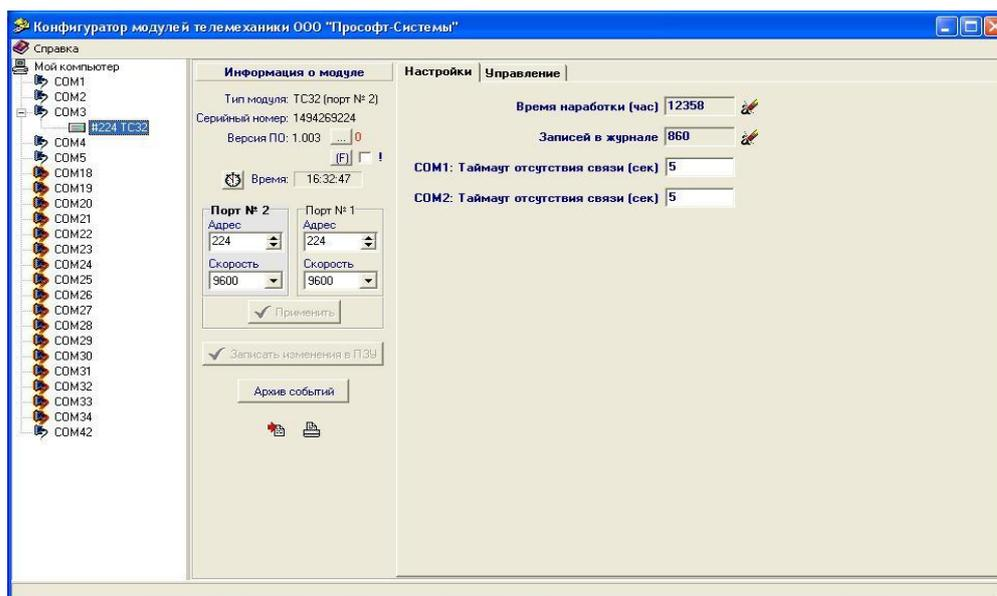 Конфигуратор модулей телемеханики ООО "Прософт-Системы"
Справка
Мой компьютер
COM1
COM2
COM3
#224 TC32
COM4
COM5
COM18
COM19
COM20
COM21
COM22
COM23
COM24
COM25
COM26
COM27
COM28
COM29
COM30
COM31
COM32
COM33
COM34
COM42
Информация о модуле
Тип модуля: ТС32 (порт № 2)
Серийный номер: 1494269224
Версия ПО: 1.003 ... 0
(F) !
Время: 16:32:47
Порт № 2 Порт № 1
Адрес Адрес
224 224
Скорость Скорость
9600 9600
Применить
Записать изменения в ПЗУ
Архив событий
Настройки Управление
Время наработки (час) 12358
Записей в журнале 860
COM1: Таймаут отсутствия связи (сек) 5
COM2: Таймаут отсутствия связи (сек) 5